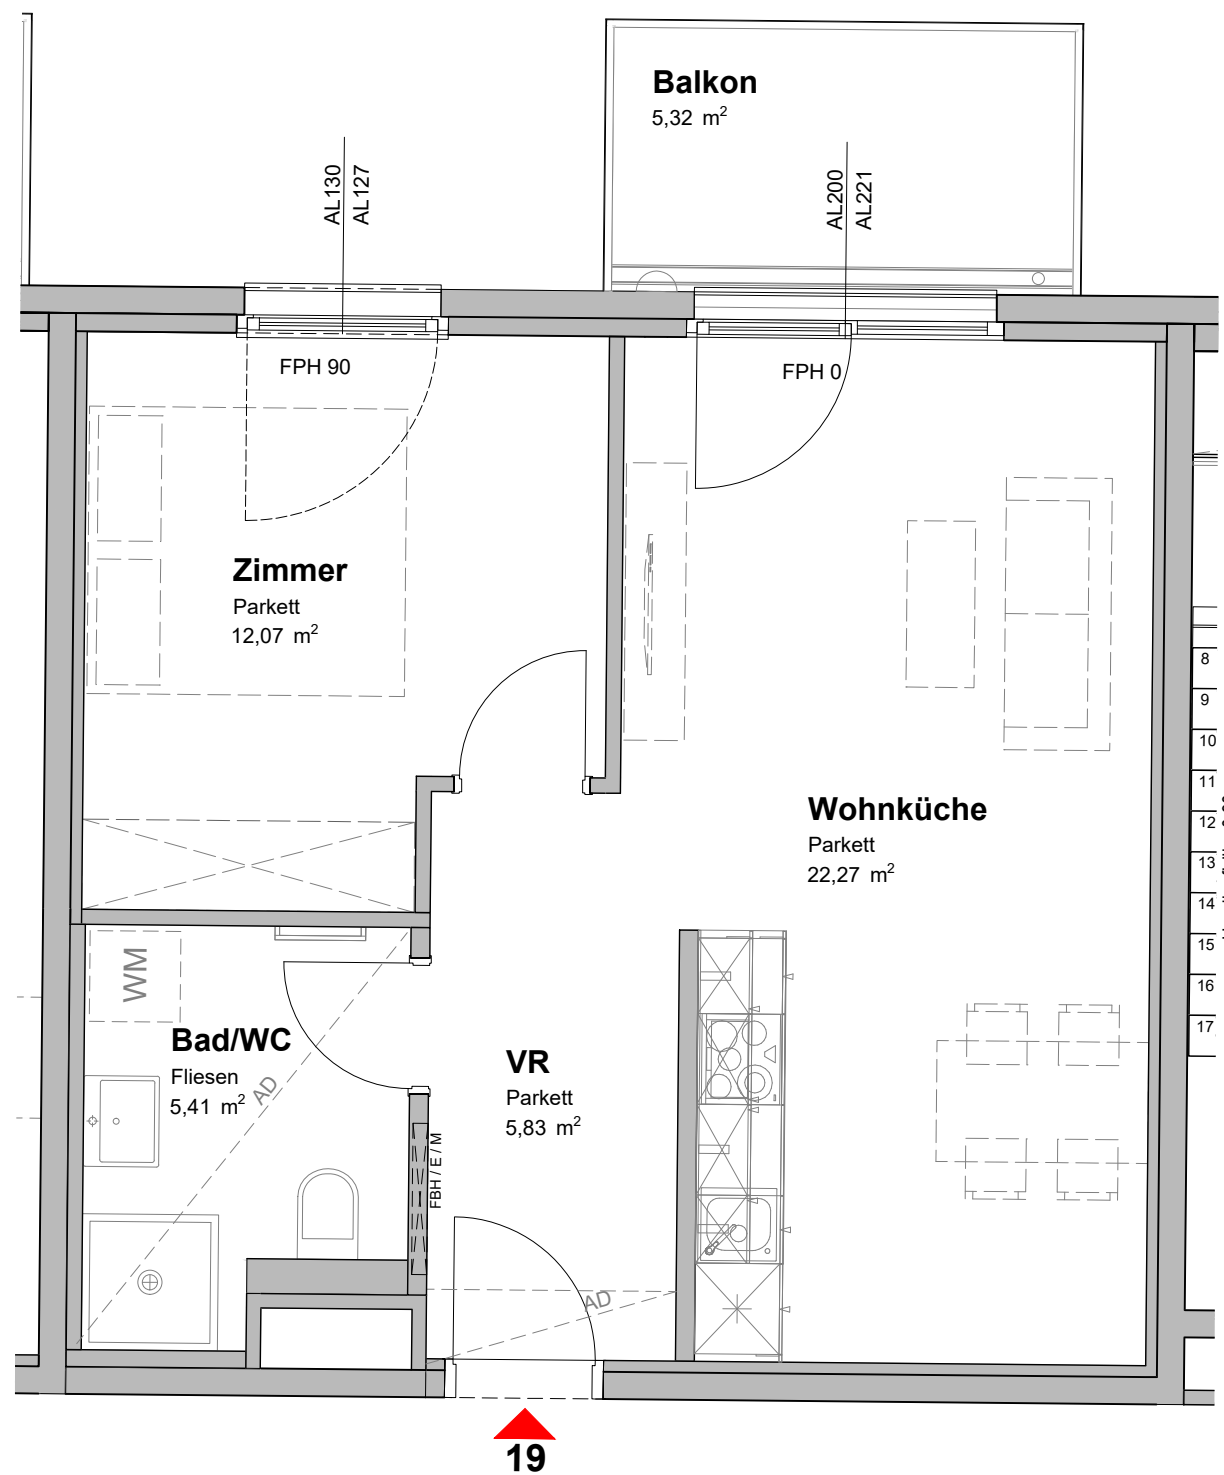 Balkon
5,32 m²
AL130
AL127
AL200
AL221
FPH 90
FPH 0
Zimmer
Parkett
12,07 m²
Wohnküche
Parkett
22,27 m²
8
9
10
11
12
13
14
15
16
17
WM
Bad/WC
Fliesen
5,41 m²
AD
VR
Parkett
5,83 m²
FBH / E / M
AD
19